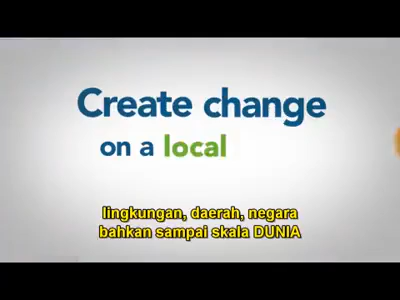 Create change
on a local
lingkungan, daerah, negara
bahkan sampai skala DUNIA